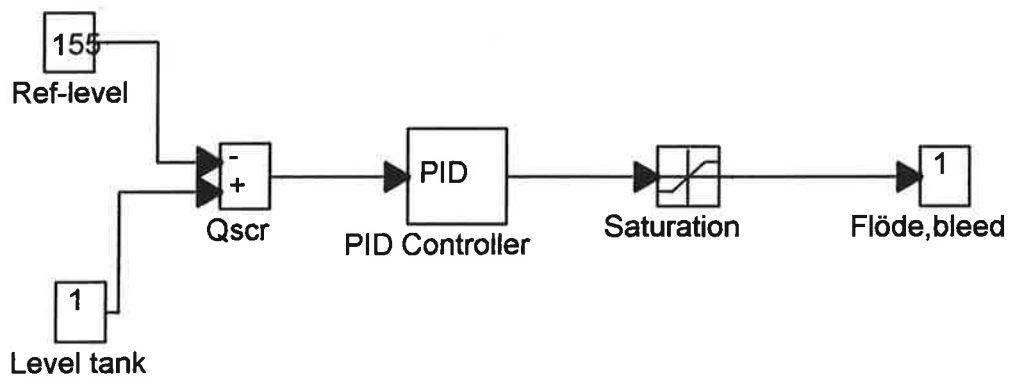 155
Ref-level
-
+
Qscr
PID
PID Controller
Saturation
1
Flöde,bleed
1
Level tank